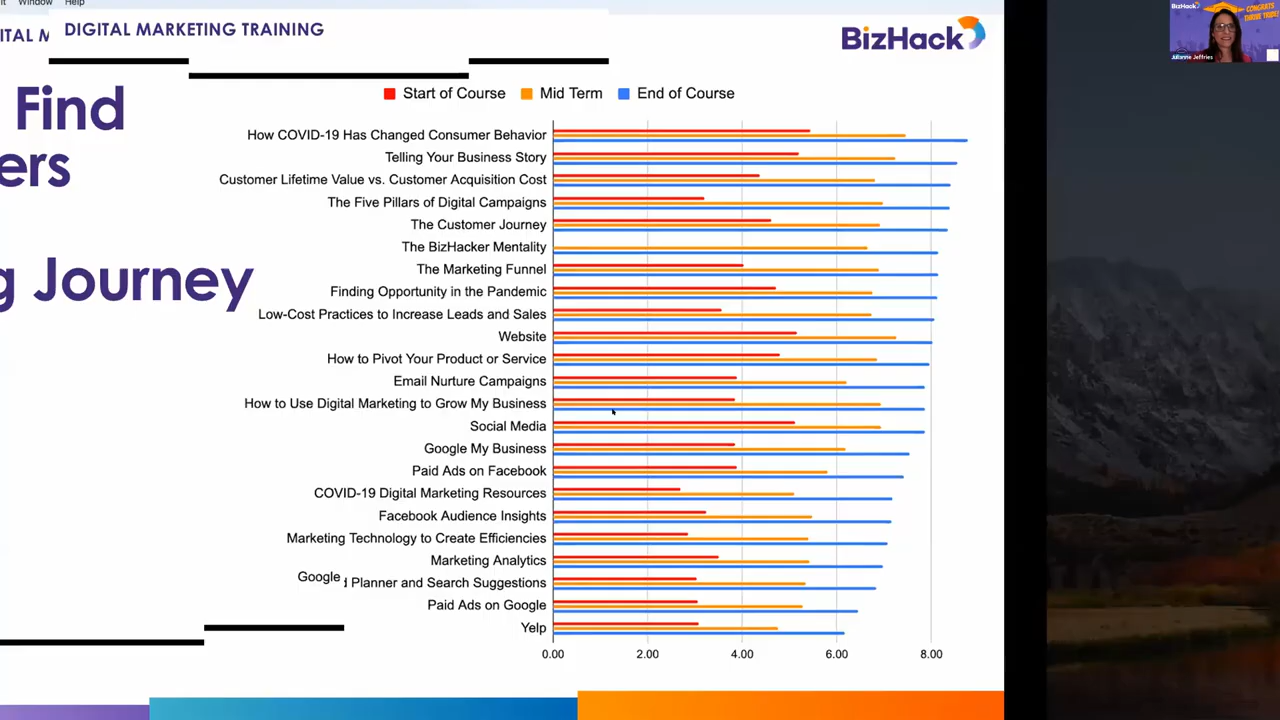 Window
Help
ITAL M
DIGITAL MARKETING TRAINING
BizHack
BizHack
CONGRATS
THRIVE TRIBE!
Allanne Jeffries
Find
ers
g Journey
Start of Course
Mid Term
End of Course
How COVID-19 Has Changed Consumer Behavior
Telling Your Business Story
Customer Lifetime Value vs. Customer Acquisition Cost
The Five Pillars of Digital Campaigns
The Customer Journey
The BizHacker Mentality
The Marketing Funnel
Finding Opportunity in the Pandemic
Low-Cost Practices to Increase Leads and Sales
Website
How to Pivot Your Product or Service
Email Nurture Campaigns
How to Use Digital Marketing to Grow My Business
Social Media
Google My Business
Paid Ads on Facebook
COVID-19 Digital Marketing Resources
Facebook Audience Insights
Marketing Technology to Create Efficiencies
Marketing Analytics
Google Planner and Search Suggestions
Paid Ads on Google
Yelp
0.00
2.00
4.00
6.00
8.00